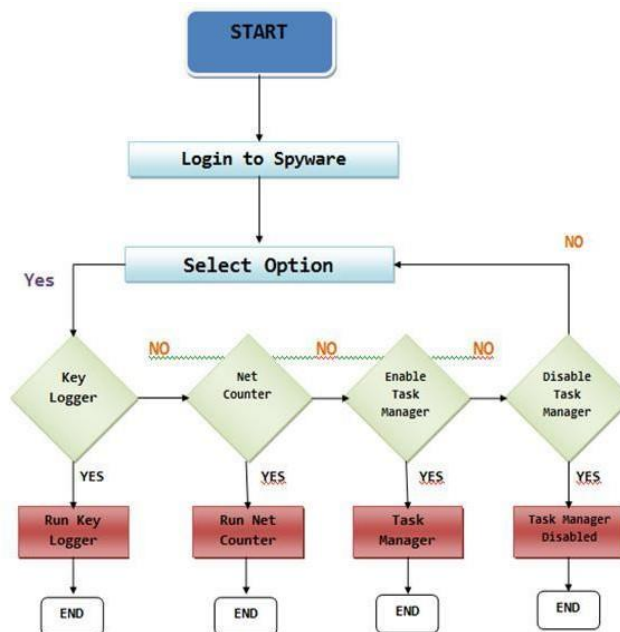 START
Login to Spyware
NO
Select Option
Yes
NO
NO
NO
Key
Logger
Net
Counter
Enable
Task
Manager
Disable
Task
Manager
YES
YES
YES
YES
Run Key
Logger
Run Net
Counter
Task
Manager
Task Manager
Disabled
END
END
END
END